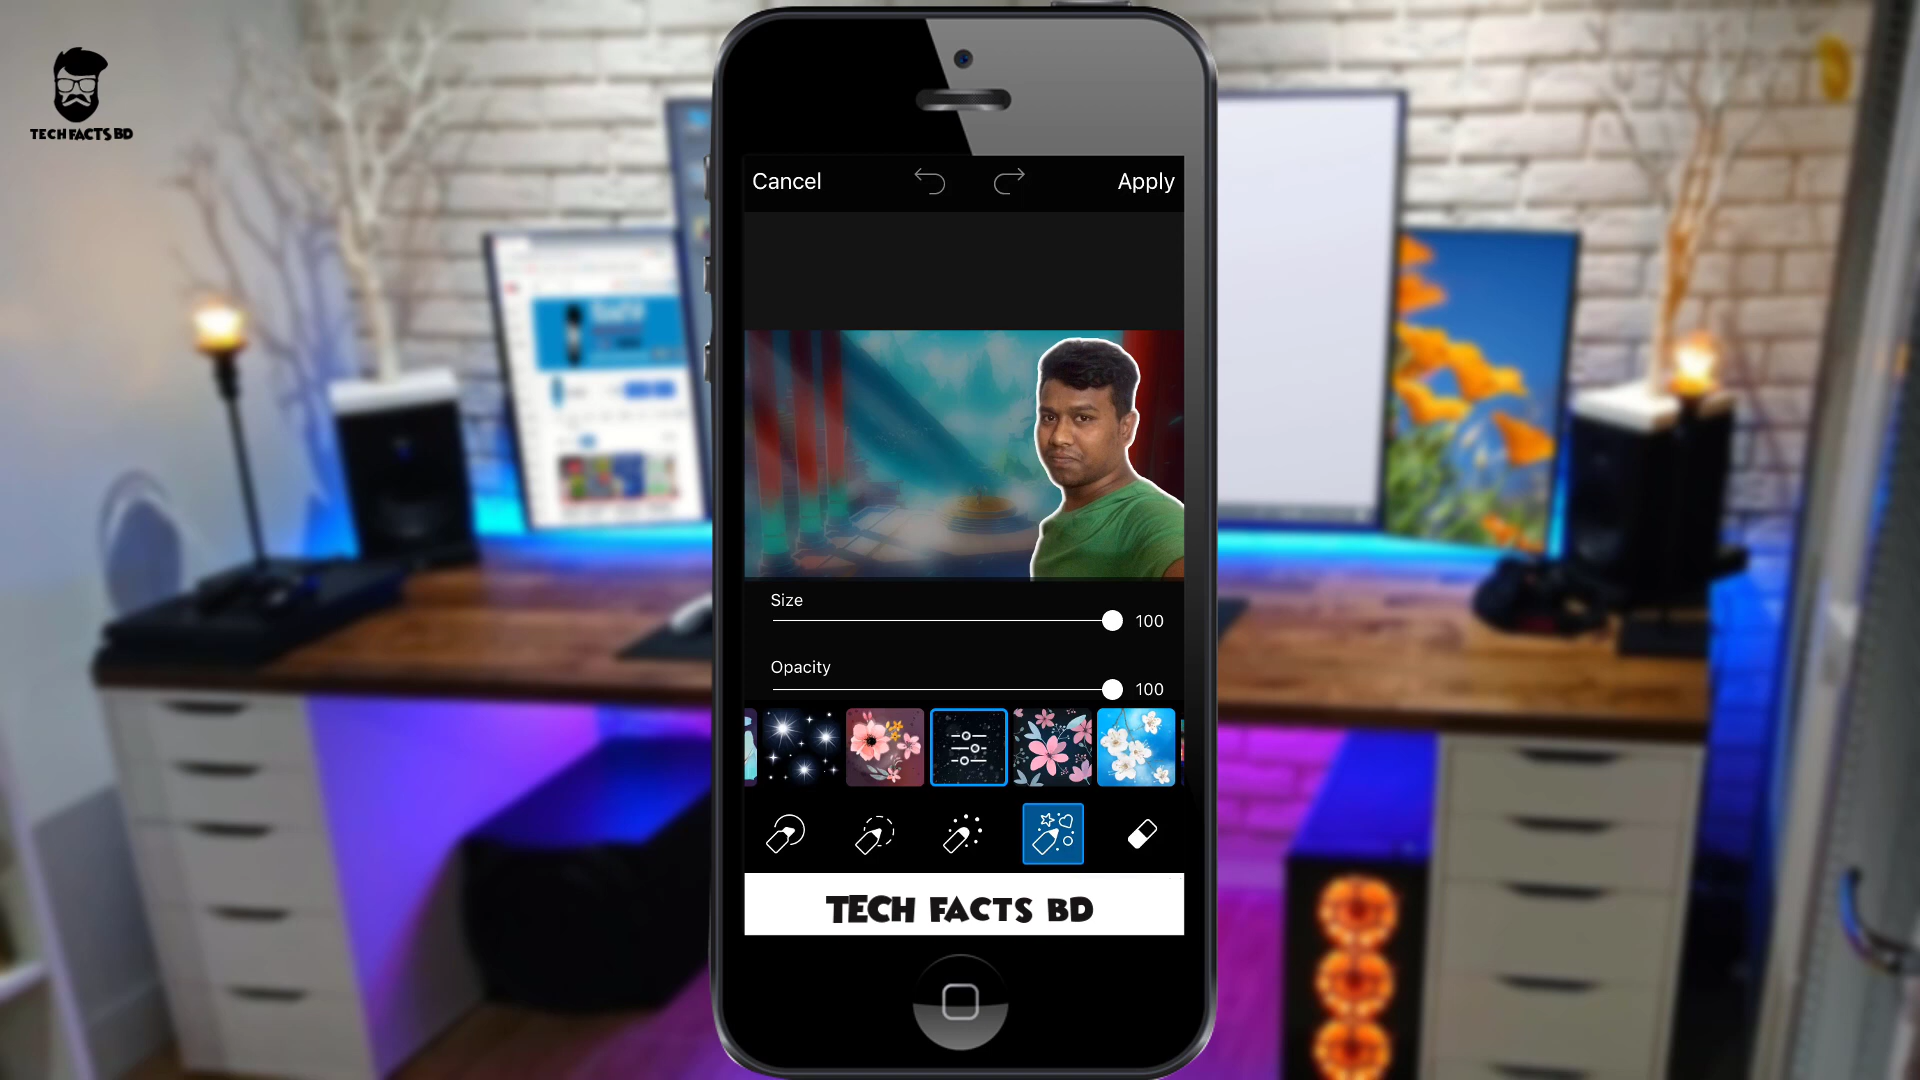 TECH FACTS BD
Cancel
Apply
Size
100
Opacity
100
TECH FACTS BD